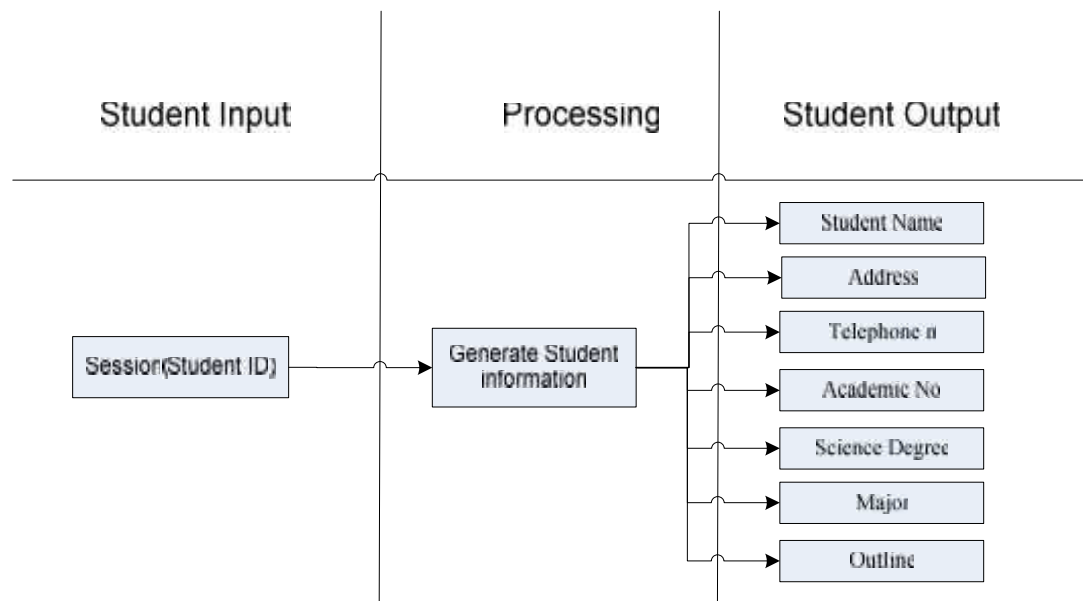 Student Input
Processing
Student Output
Session(Student ID)
Generate Student
information
Student Name
Address
Telephone n
Academic No
Science Degree
Major
Outline